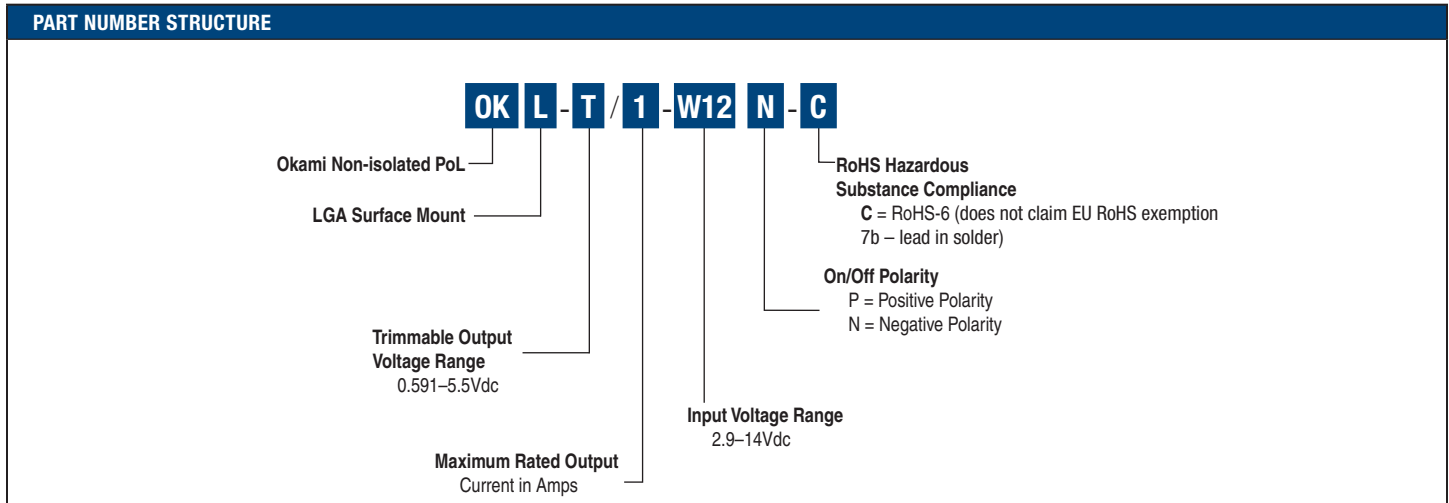 PART NUMBER STRUCTURE
OK L - T / 1 - W12 N - C
Okami Non-isolated PoL
LGA Surface Mount
Trimmable Output
Voltage Range
0.591–5.5Vdc
Maximum Rated Output
Current in Amps
Input Voltage Range
2.9–14Vdc
On/Off Polarity
P = Positive Polarity
N = Negative Polarity
RoHS Hazardous
Substance Compliance
C = RoHS-6 (does not claim EU RoHS exemption
7b – lead in solder)